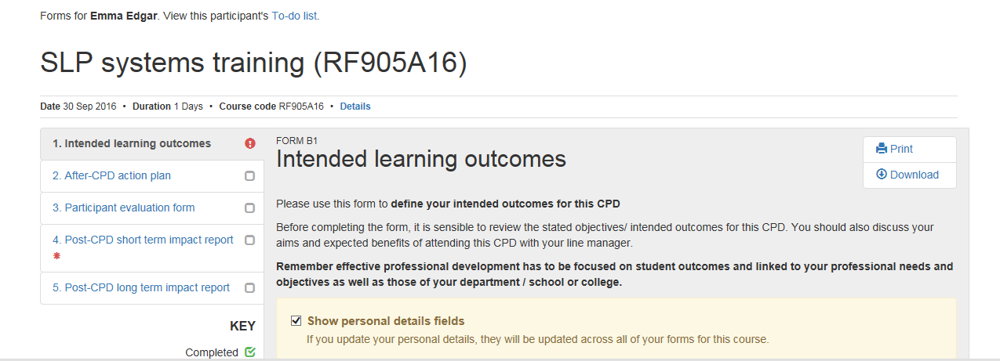 Forms for Emma Edgar. View this participant's To-do list.
SLP systems training (RF905A16)
Date 30 Sep 2016 • Duration 1 Days • Course code RF905A16 • Details
1. Intended learning outcomes
2. After-CPD action plan
3. Participant evaluation form
4. Post-CPD short term impact report
*
5. Post-CPD long term impact report
KEY
Completed
FORM B1
Intended learning outcomes
Print
Download
Please use this form to define your intended outcomes for this CPD
Before completing the form, it is sensible to review the stated objectives/ intended outcomes for this CPD. You should also discuss your
aims and expected benefits of attending this CPD with your line manager.
Remember effective professional development has to be focused on student outcomes and linked to your professional needs and
objectives as well as those of your department / school or college.
Show personal details fields
If you update your personal details, they will be updated across all of your forms for this course.